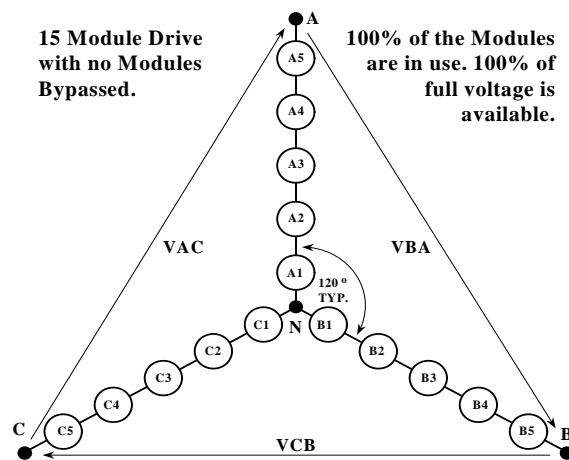 15 Module Drive
with no Modules
Bypassed.
A
100% of the Modules
are in use. 100% of
full voltage is
available.
A5
A4
A3
A2
VAC
VBA
A1
120°
TYP.
N
C1
B1
C2
B2
C3
B3
C4
B4
C
C5
B5
B
VCB